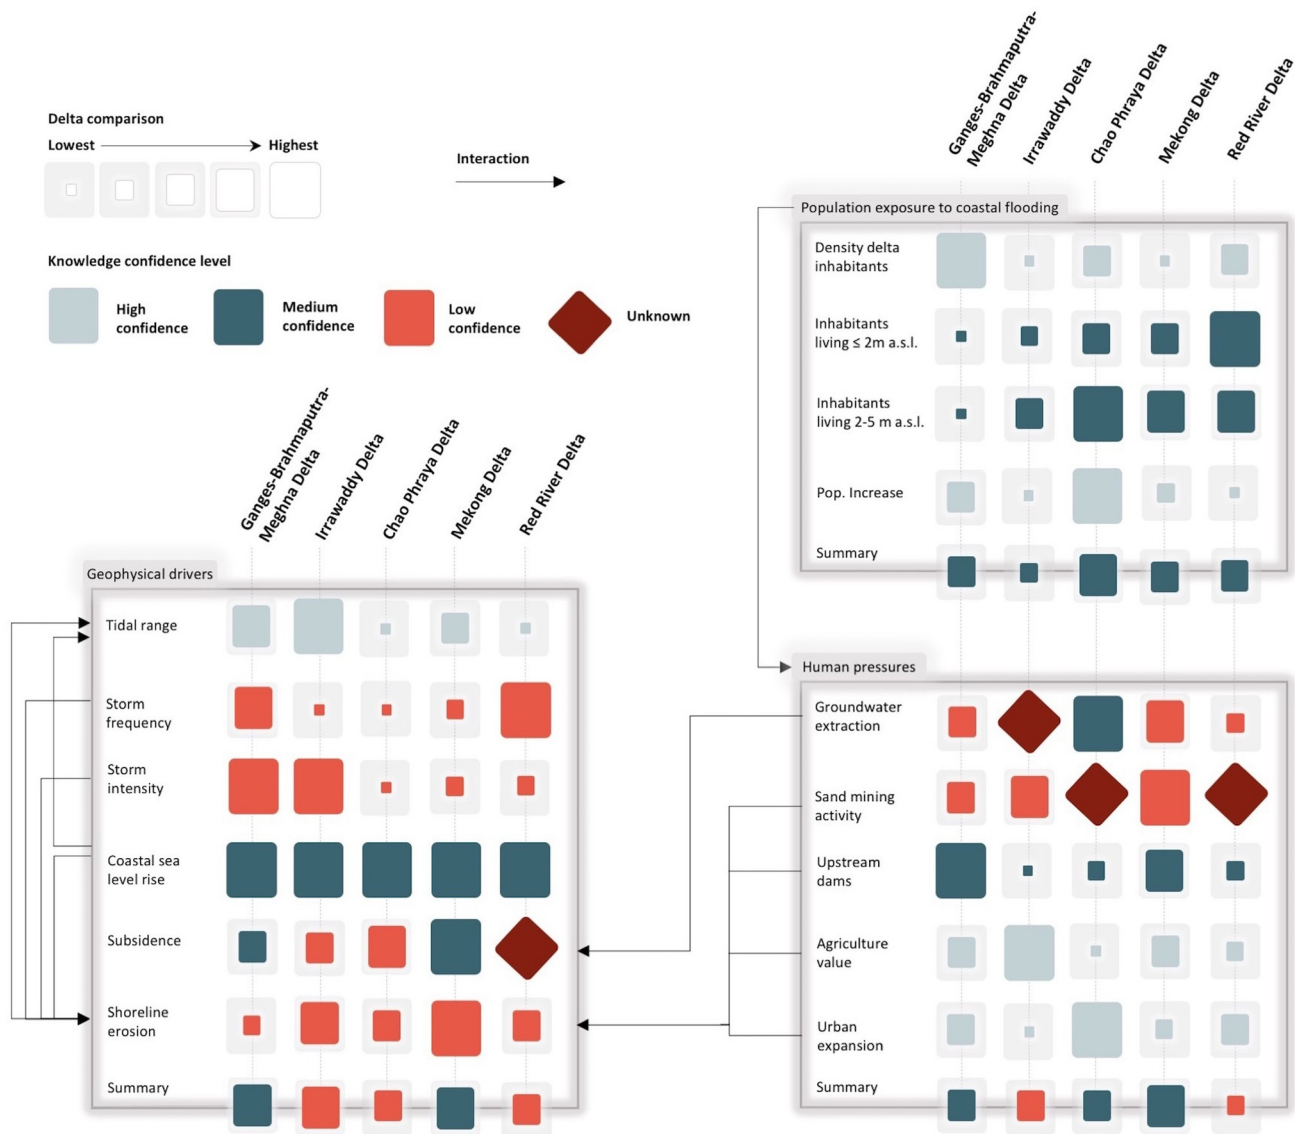 Delta comparison
Lowest
Highest
Interaction
Knowledge confidence level
High
confidence
Medium
confidence
Low
confidence
Unknown
Ganges-Brahmaputra-
Meghna Delta
Irrawaddy Delta
Chao Phraya Delta
Mekong Delta
Red River Delta
Population exposure to coastal flooding
Density delta
inhabitants
Inhabitants
living ≤ 2m a.s.l.
Inhabitants
living 2-5 m a.s.l.
Pop. Increase
Summary
Ganges-Brahmaputra-
Meghna Delta
Irrawaddy Delta
Chao Phraya Delta
Mekong Delta
Red River Delta
Geophysical drivers
Tidal range
Storm
frequency
Storm
intensity
Coastal sea
level rise
Subsidence
Shoreline
erosion
Summary
Human pressures
Groundwater
extraction
Sand mining
activity
Upstream
dams
Agriculture
value
Urban
expansion
Summary